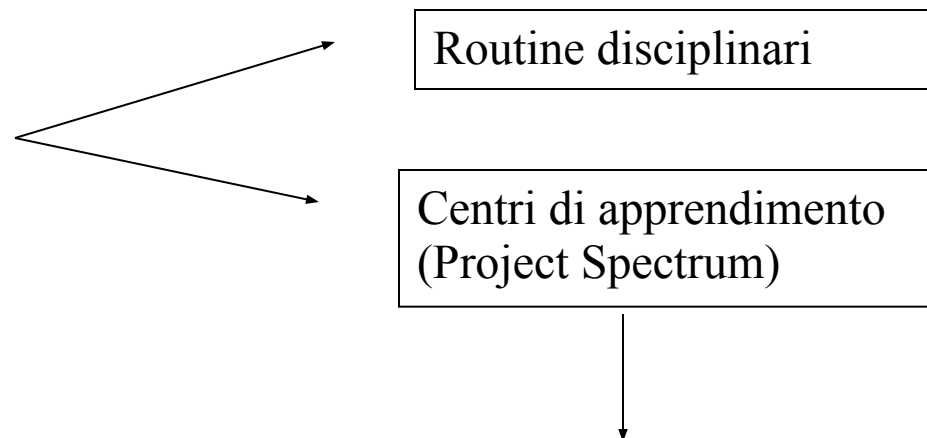 Routine disciplinari
Centri di apprendimento
(Project Spectrum)